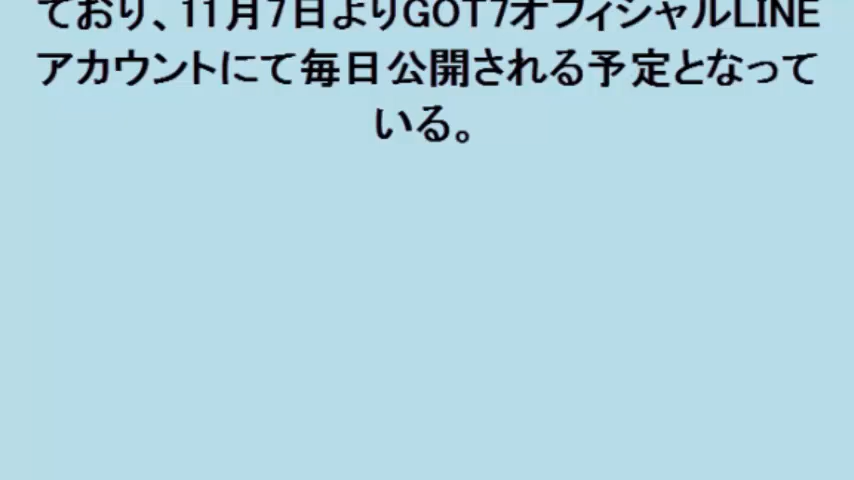 ており、11月7日よりGOT7オフィシャルLINE
アカウントにて毎日公開される予定となって
いる。